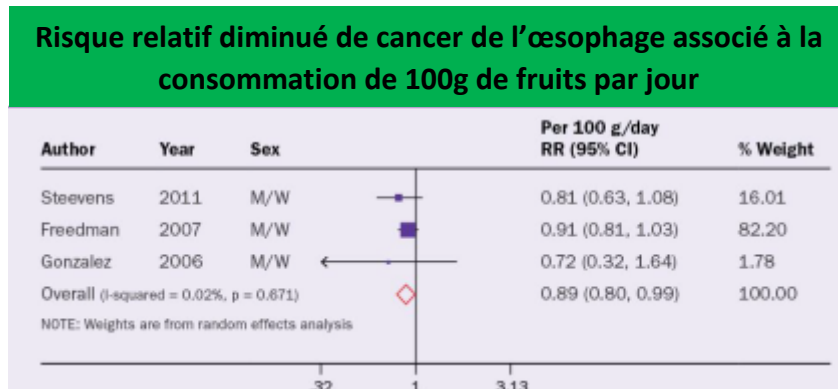 Risque relatif diminué de cancer de l'œsophage associé à la
consommation de 100g de fruits par jour
Per 100 g/day
Author Year Sex RR (95% CI) % Weight
Steevens 2011 M/W 0.81 (0.63, 1.08) 16.01
Freedman 2007 M/W 0.91 (0.81, 1.03) 82.20
Gonzalez 2006 M/W 0.72 (0.32, 1.64) 1.78
Overall (I-squared = 0.02%, p = 0.671) 0.89 (0.80, 0.99) 100.00
NOTE: Weights are from random effects analysis
.32 1 3.13